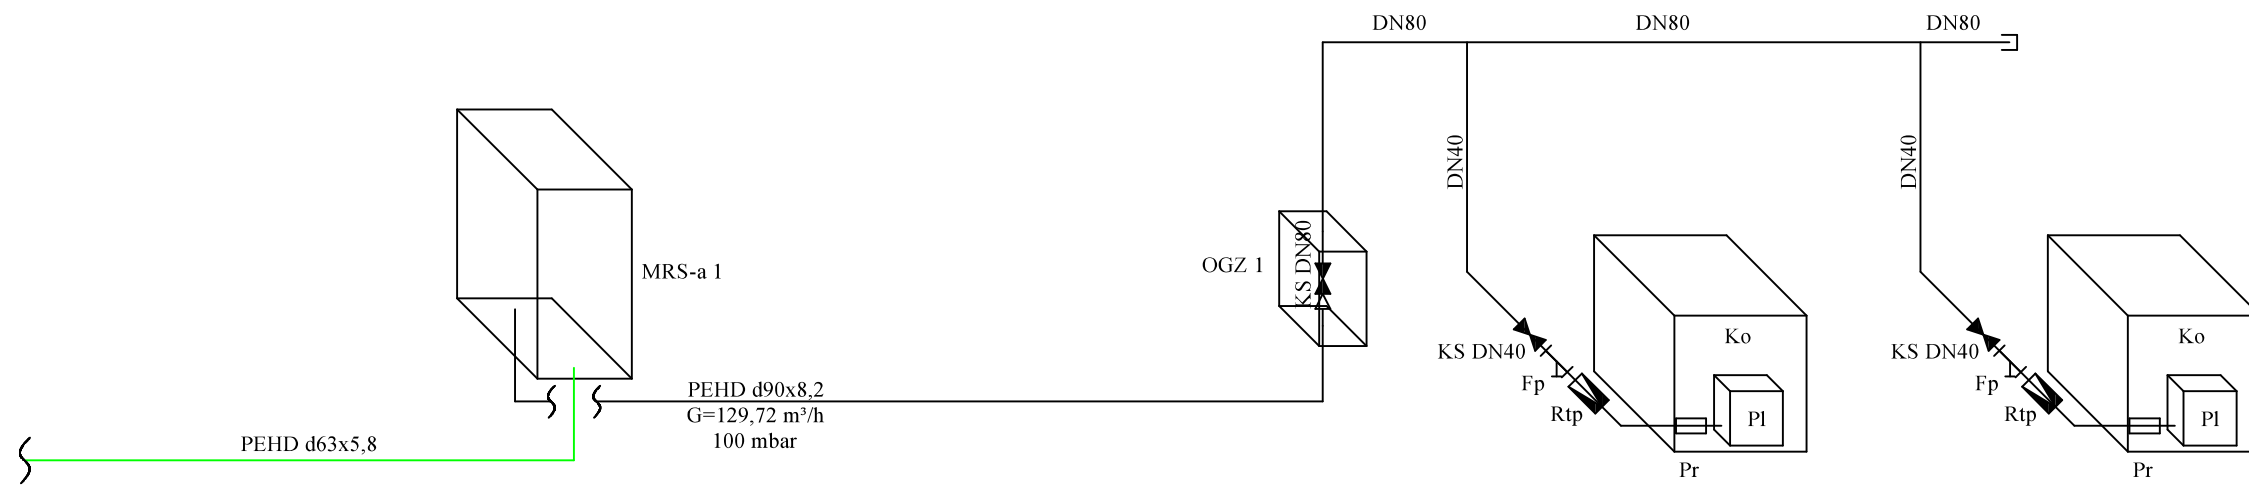 DN80
DN80
DN80
DN40
DN40
MRS-a 1
OGZ 1
KS DN80
KS DN40
Fp
Rtp
Ko
Pl
Pr
KS DN40
Fp
Rtp
Ko
Pl
Pr
PEHD d90x8,2
G=129,72 m³/h
100 mbar
PEHD d63x5,8